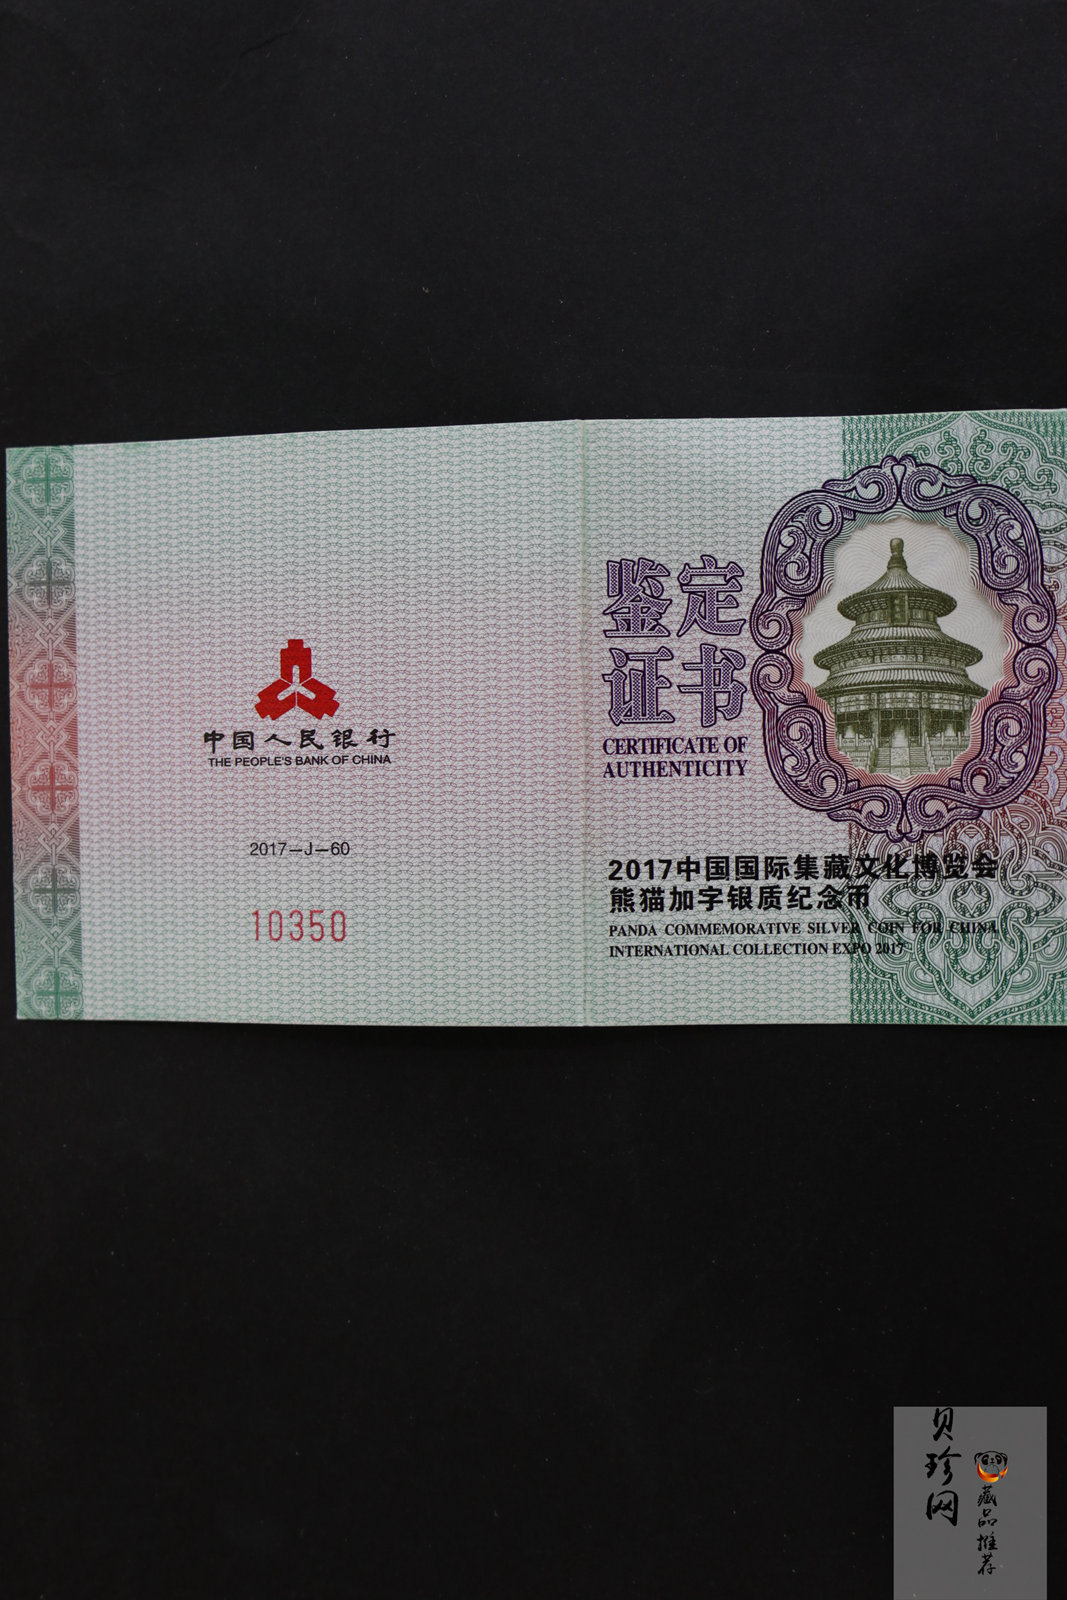 中国人民银行
THE PEOPLE'S BANK OF CHINA
2017-J-60
10350
鉴定
证书
CERTIFICATE OF
AUTHENTICITY
2017中国国际集藏文化博览会
熊猫加字银质纪念币
PANDA COMMEMORATIVE SILVER COIN FOR CHINA
INTERNATIONAL COLLECTION EXPO 2017
贝珍网
藏品推荐